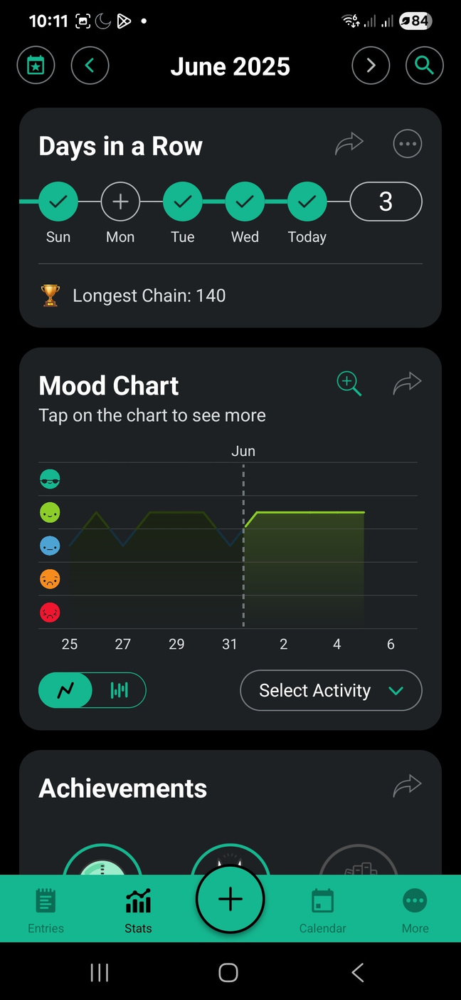 10:11
6
84
June 2025
Days in a Row
3
Sun Mon Tue Wed Today
Longest Chain: 140
Mood Chart
Tap on the chart to see more
Jun
25 27 29 31 2 4 6
Select Activity
Achievements
Entries Stats Calendar More